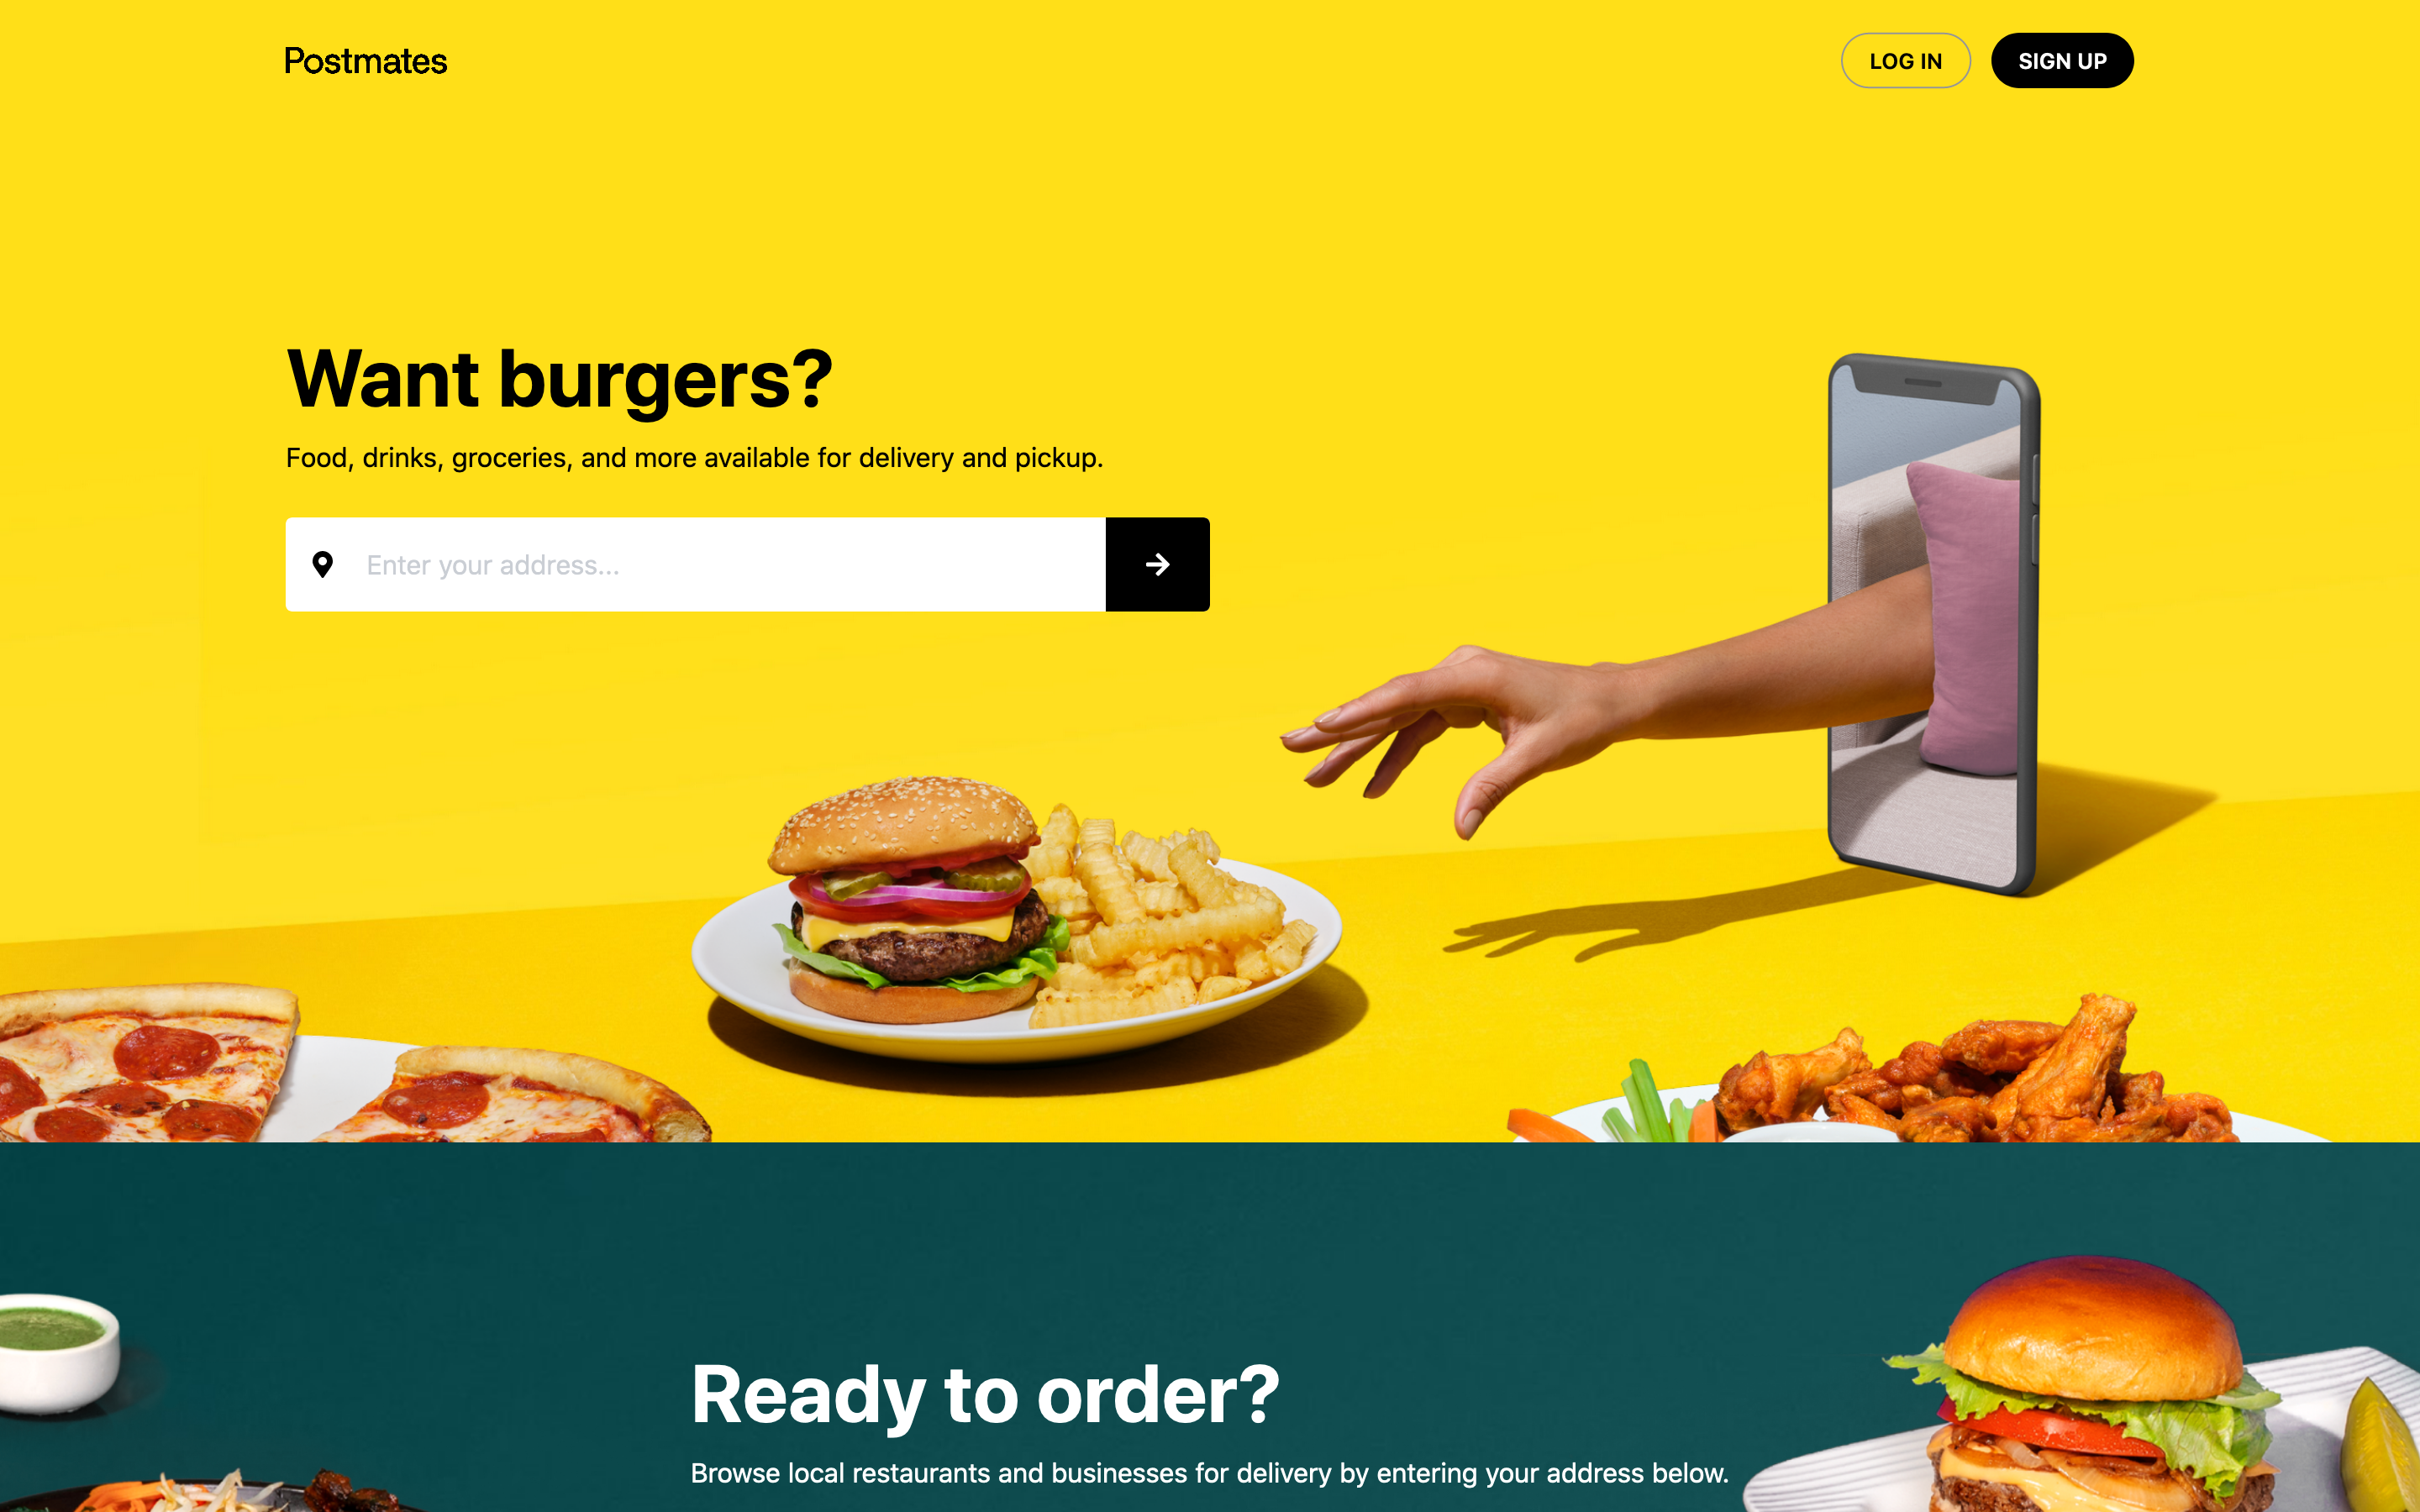 Postmates
LOG IN
SIGN UP
Want burgers?
Food, drinks, groceries, and more available for delivery and pickup.
Enter your address...
Ready to order?
Browse local restaurants and businesses for delivery by entering your address below.